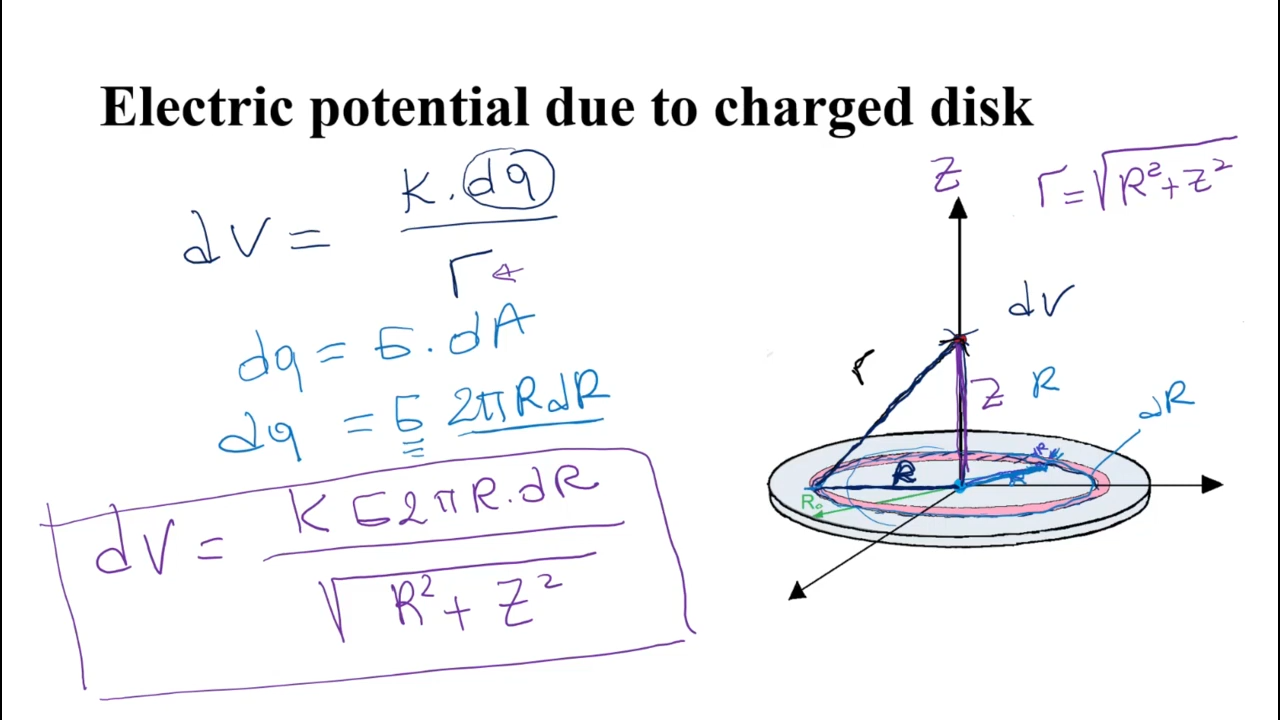 Electric potential due to charged disk
dV = K.dq / r
dq = σ.dA
dq = σ 2πRdR
dV = Kσ2πR.dR / √R²+Z²
Z
r = √R²+Z²
dV
r
Z R
dR
R
R
R
R₀